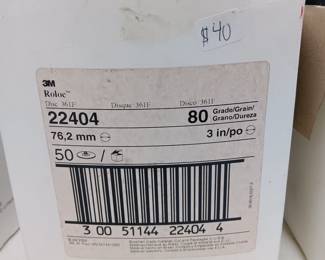 $40
3M
Roloc™
Disc 361F Disque 361F Disco 361F
22404 80 Grade/Grain/
Grano/Dureza
76,2 mm 3 in/po
50
3 00 51144 22404 4